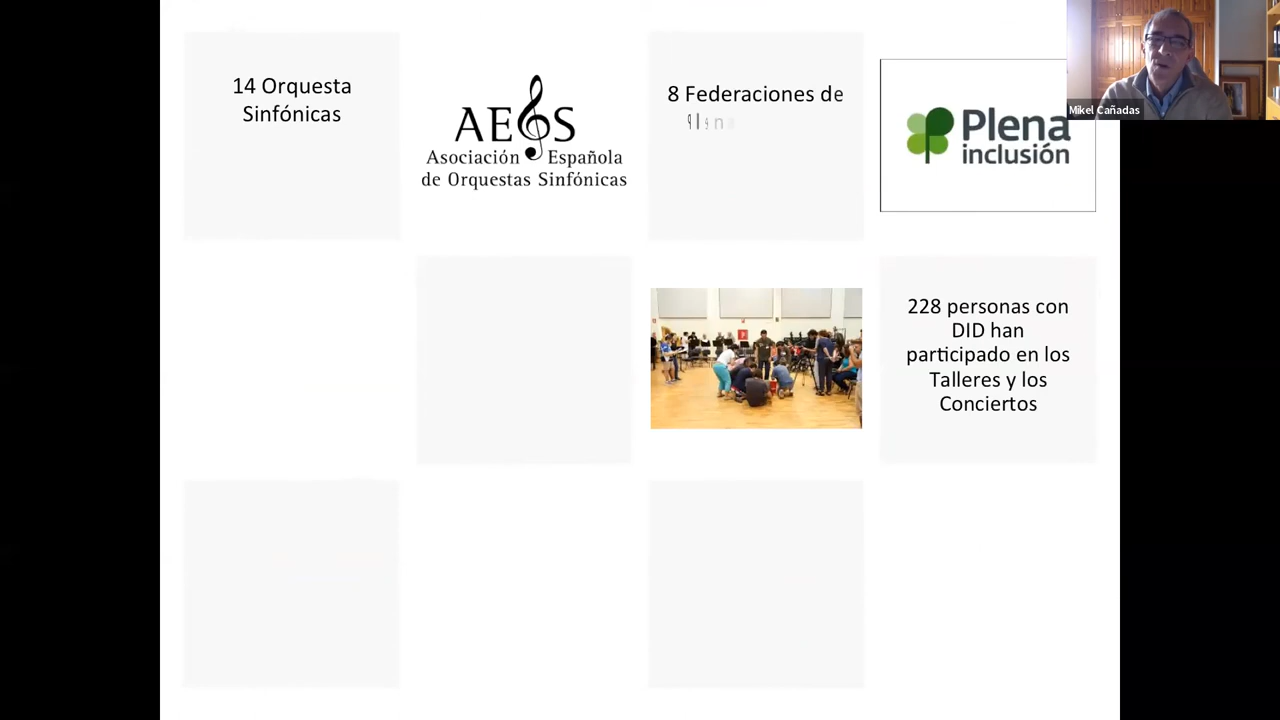 14 Orquesta
Sinfónicas
AEOS
Asociación Española
de Orquestas Sinfónicas
8 Federaciones de
Plena
inclusión
Mikel Cañadas
228 personas con
DID han
participado en los
Talleres y los
Conciertos